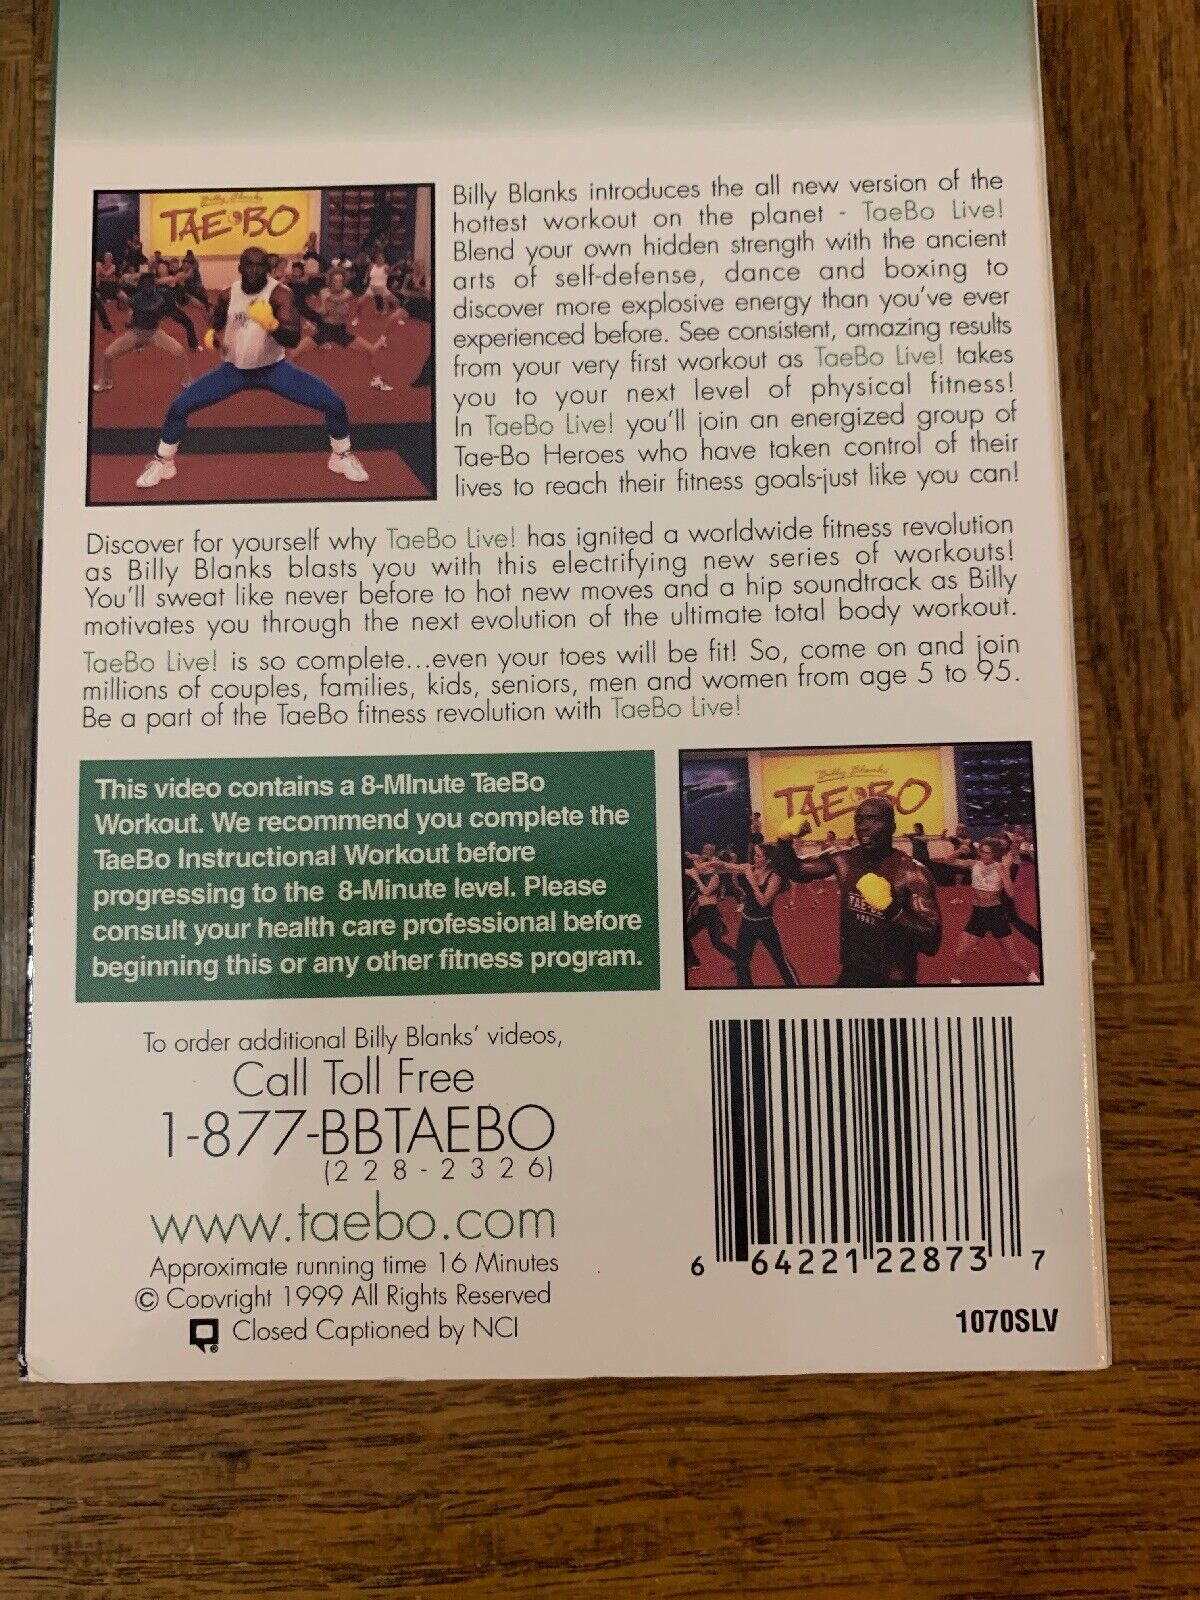 Billy Blanks
TAE BO
Billy Blanks introduces the all new version of the
hottest workout on the planet - TaeBo Live!
Blend your own hidden strength with the ancient
arts of self-defense, dance and boxing to
discover more explosive energy than you've ever
experienced before. See consistent, amazing results
from your very first workout as TaeBo Live! takes
you to your next level of physical fitness!
In TaeBo Live! you'll join an energized group of
Tae-Bo Heroes who have taken control of their
lives to reach their fitness goals-just like you can!
Discover for yourself why TaeBo Live! has ignited a worldwide fitness revolution
as Billy Blanks blasts you with this electrifying new series of workouts!
You'll sweat like never before to hot new moves and a hip soundtrack as Billy
motivates you through the next evolution of the ultimate total body workout.
TaeBo Live! is so complete...even your toes will be fit! So, come on and join
millions of couples, families, kids, seniors, men and women from age 5 to 95.
Be a part of the TaeBo fitness revolution with TaeBo Live!
This video contains a 8-MInute TaeBo
Workout. We recommend you complete the
TaeBo Instructional Workout before
progressing to the 8-Minute level. Please
consult your health care professional before
beginning this or any other fitness program.
Billy Blanks
TAE BO
TAE-BO
To order additional Billy Blanks' videos,
Call Toll Free
1-877-BBTAEBO
(228-2326)
www.taebo.com
Approximate running time 16 Minutes
© Copyright 1999 All Rights Reserved
Closed Captioned by NCI
6 64221 22873 7
1070SLV